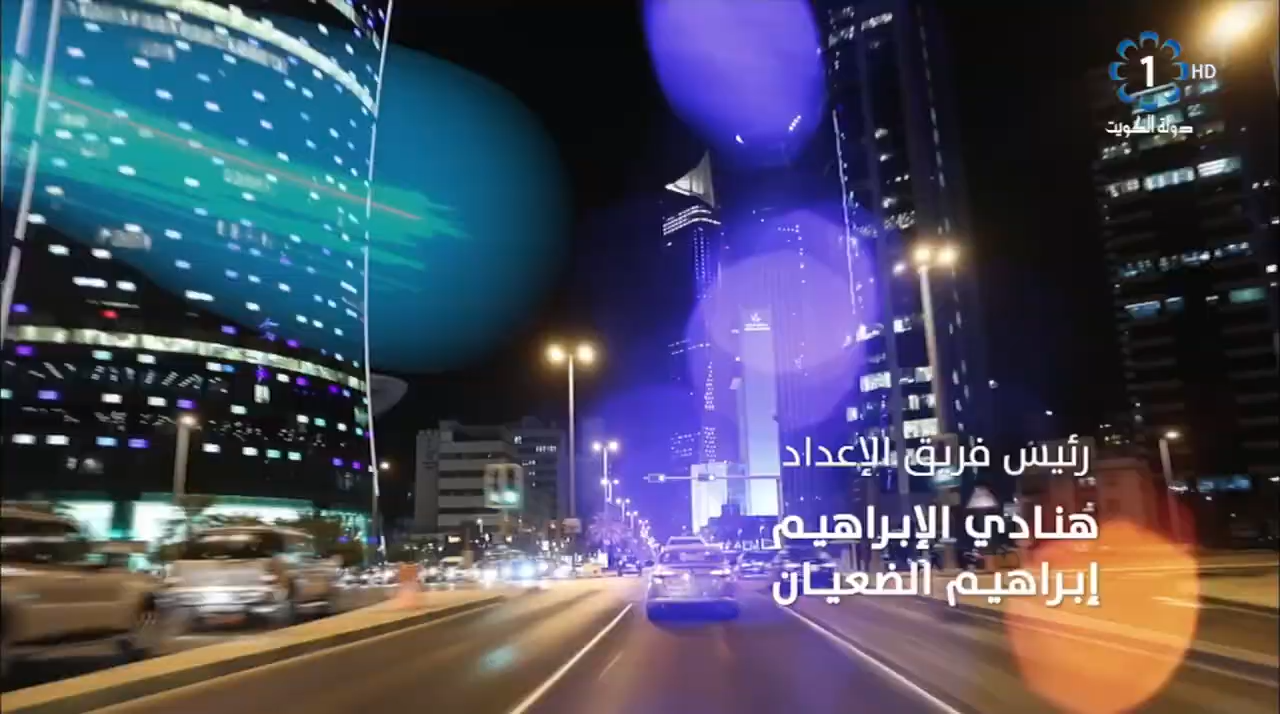 1 HD
دولة الكويت
رئيس فريق الإعداد
هنادي الإبراهيم
إبراهيم الضعيان